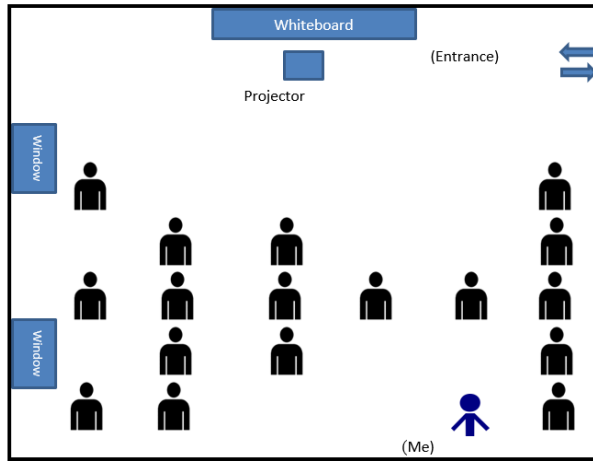 Whiteboard
(Entrance)
Projector
Window
Window
(Me)